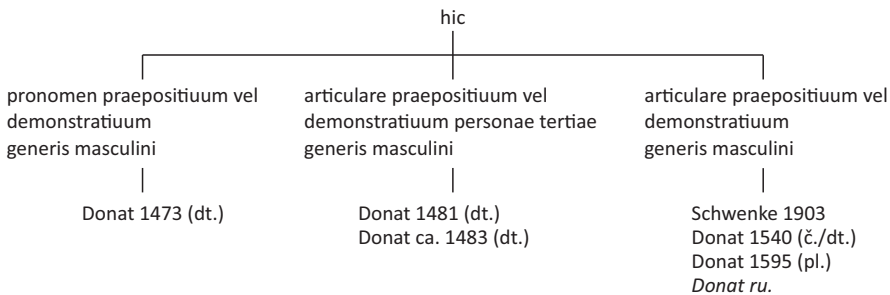 hic
pronomen praepositiuum vel
demonstratiuum
generis masculini
articulare praepositiuum vel
demonstratiuum personae tertiae
generis masculini
articulare praepositiuum vel
demonstratiuum
generis masculini
Donat 1473 (dt.)
Donat 1481 (dt.)
Donat ca. 1483 (dt.)
Schwenke 1903
Donat 1540 (č./dt.)
Donat 1595 (pl.)
Donat ru.